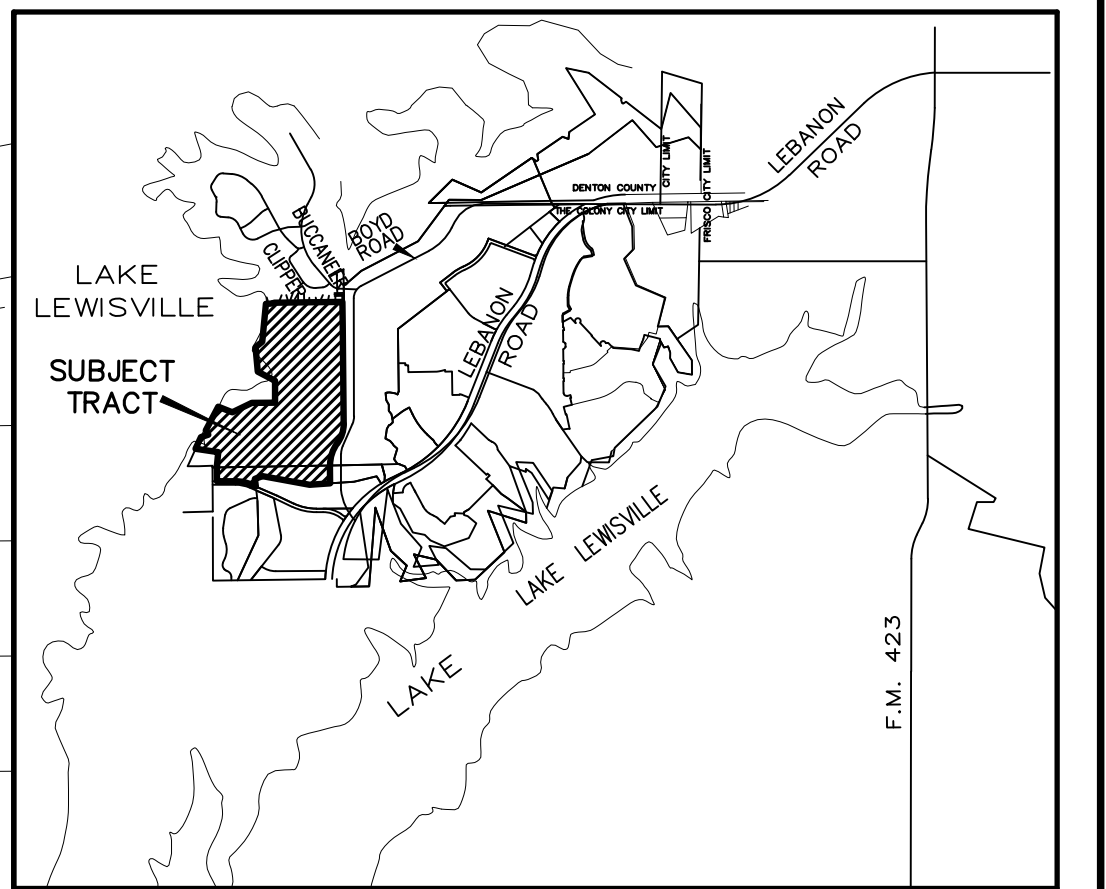 LEBANON
ROAD
DENTON COUNTY
CITY LIMIT
THE COLONY CITY LIMIT
FRISCO CITY LIMIT
BUCCANEER
BOYD
ROAD
CLIPPER
LAKE
LEWISVILLE
SUBJECT
TRACT
LEBANON
ROAD
LAKE LEWISVILLE
LAKE
F.M. 423